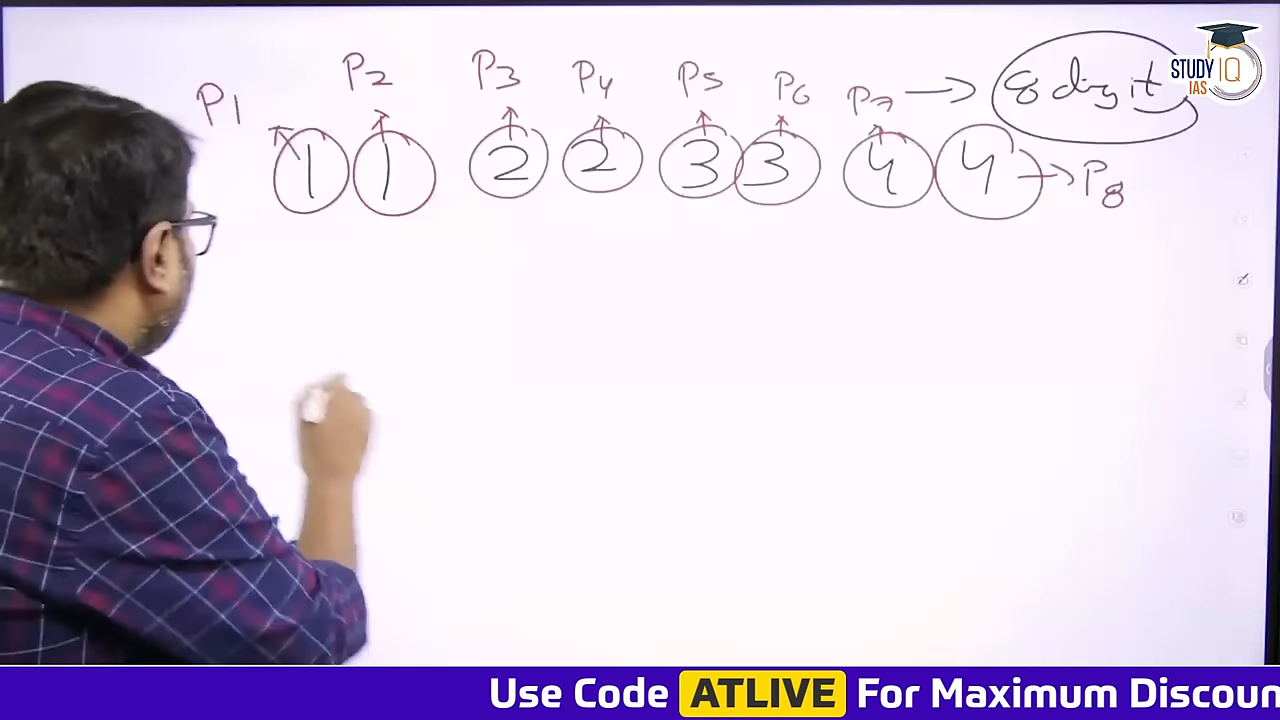 P1 P2 P3 P4 P5 P6 P7 → 8 digit
1 1 2 2 3 3 4 4 → P8
STUDY IQ
IAS
Use Code ATLIVE For Maximum Discoun